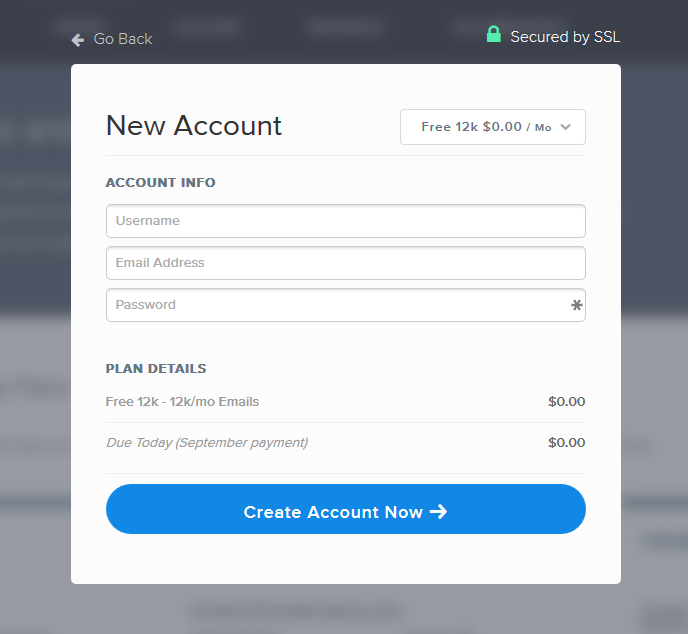 Go Back
Secured by SSL
New Account
Free 12k $0.00 / Mo
ACCOUNT INFO
Username
Email Address
Password
PLAN DETAILS
Free 12k - 12k/mo Emails $0.00
Due Today (September payment) $0.00
Create Account Now →